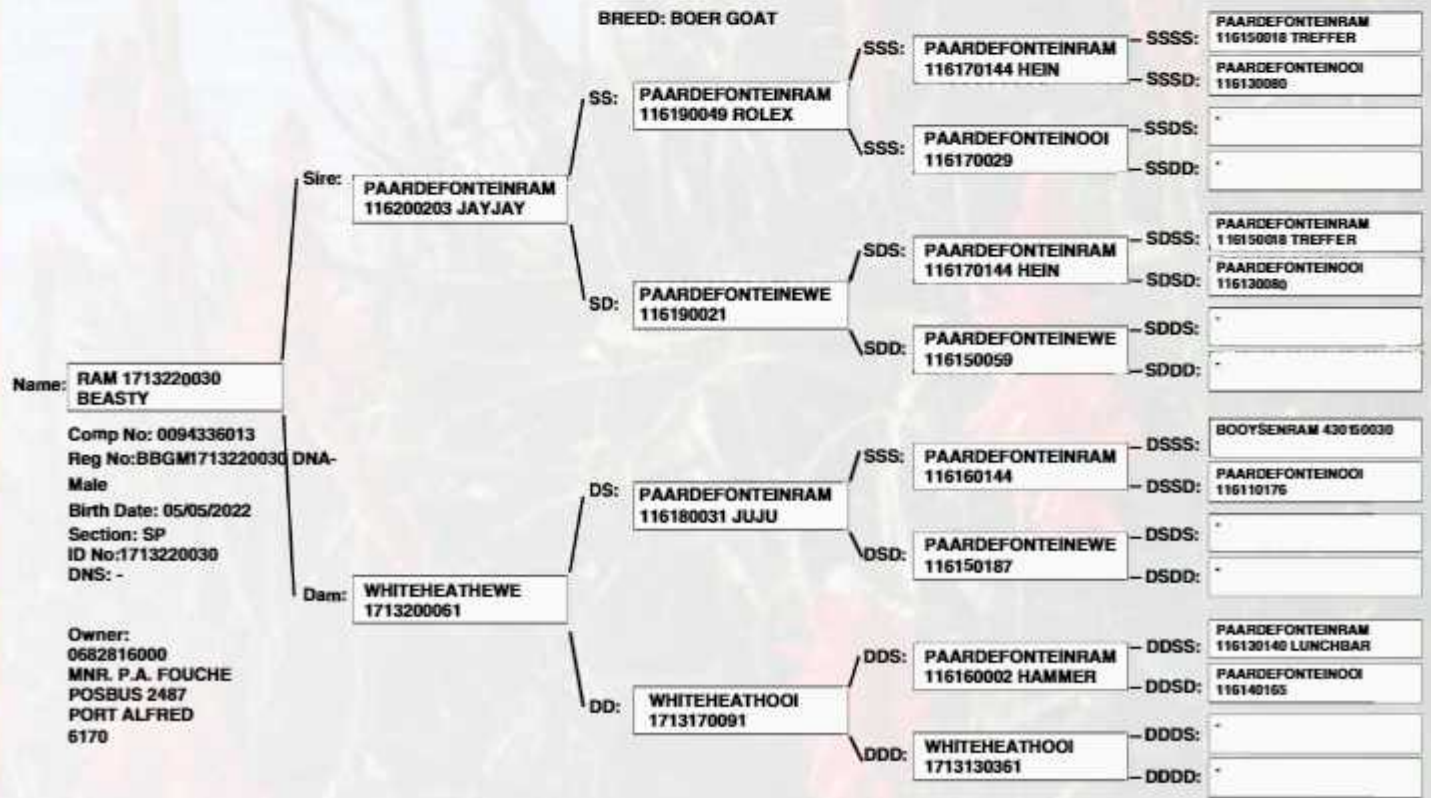 BREED: BOER GOAT
Name:
RAM 1713220030
BEASTY
Comp No: 0094336013
Reg No:BBGM1713220030 DNA-
Male
Birth Date: 05/05/2022
Section: SP
ID No:1713220030
DNS: -
Owner:
0682816000
MNR. P.A. FOUCHE
POSBUS 2487
PORT ALFRED
6170
Sire:
PAARDEFONTEINRAM
116200203 JAYJAY
Dam:
WHITEHEATHEWE
1713200061
SS:
PAARDEFONTEINRAM
116190049 ROLEX
SD:
PAARDEFONTEINEWE
116190021
DS:
PAARDEFONTEINRAM
116180031 JUJU
DD:
WHITEHEATHOOI
1713170091
SSS:
PAARDEFONTEINRAM
116170144 HEIN
SSS:
PAARDEFONTEINOOI
116170029
SDS:
PAARDEFONTEINRAM
116170144 HEIN
SDD:
PAARDEFONTEINEWE
116150059
SSS:
PAARDEFONTEINRAM
116160144
DSD:
PAARDEFONTEINEWE
116150187
DDS:
PAARDEFONTEINRAM
116160002 HAMMER
DDD:
WHITEHEATHOOI
1713130361
SSSS:
PAARDEFONTEINRAM
116150018 TREFFER
SSSD:
PAARDEFONTEINOOI
116130080
SSDS:
-
SSDD:
-
SDSS:
PAARDEFONTEINRAM
116150018 TREFFER
SDSD:
PAARDEFONTEINOOI
116130080
SDDS:
-
SDDD:
-
DSSS:
BOOYSENRAM 430150030
DSSD:
PAARDEFONTEINOOI
116110176
DSDS:
-
DSDD:
-
DDSS:
PAARDEFONTEINRAM
116130140 LUNCHBAR
DDSD:
PAARDEFONTEINOOI
116140165
DDDS:
-
DDDD:
-